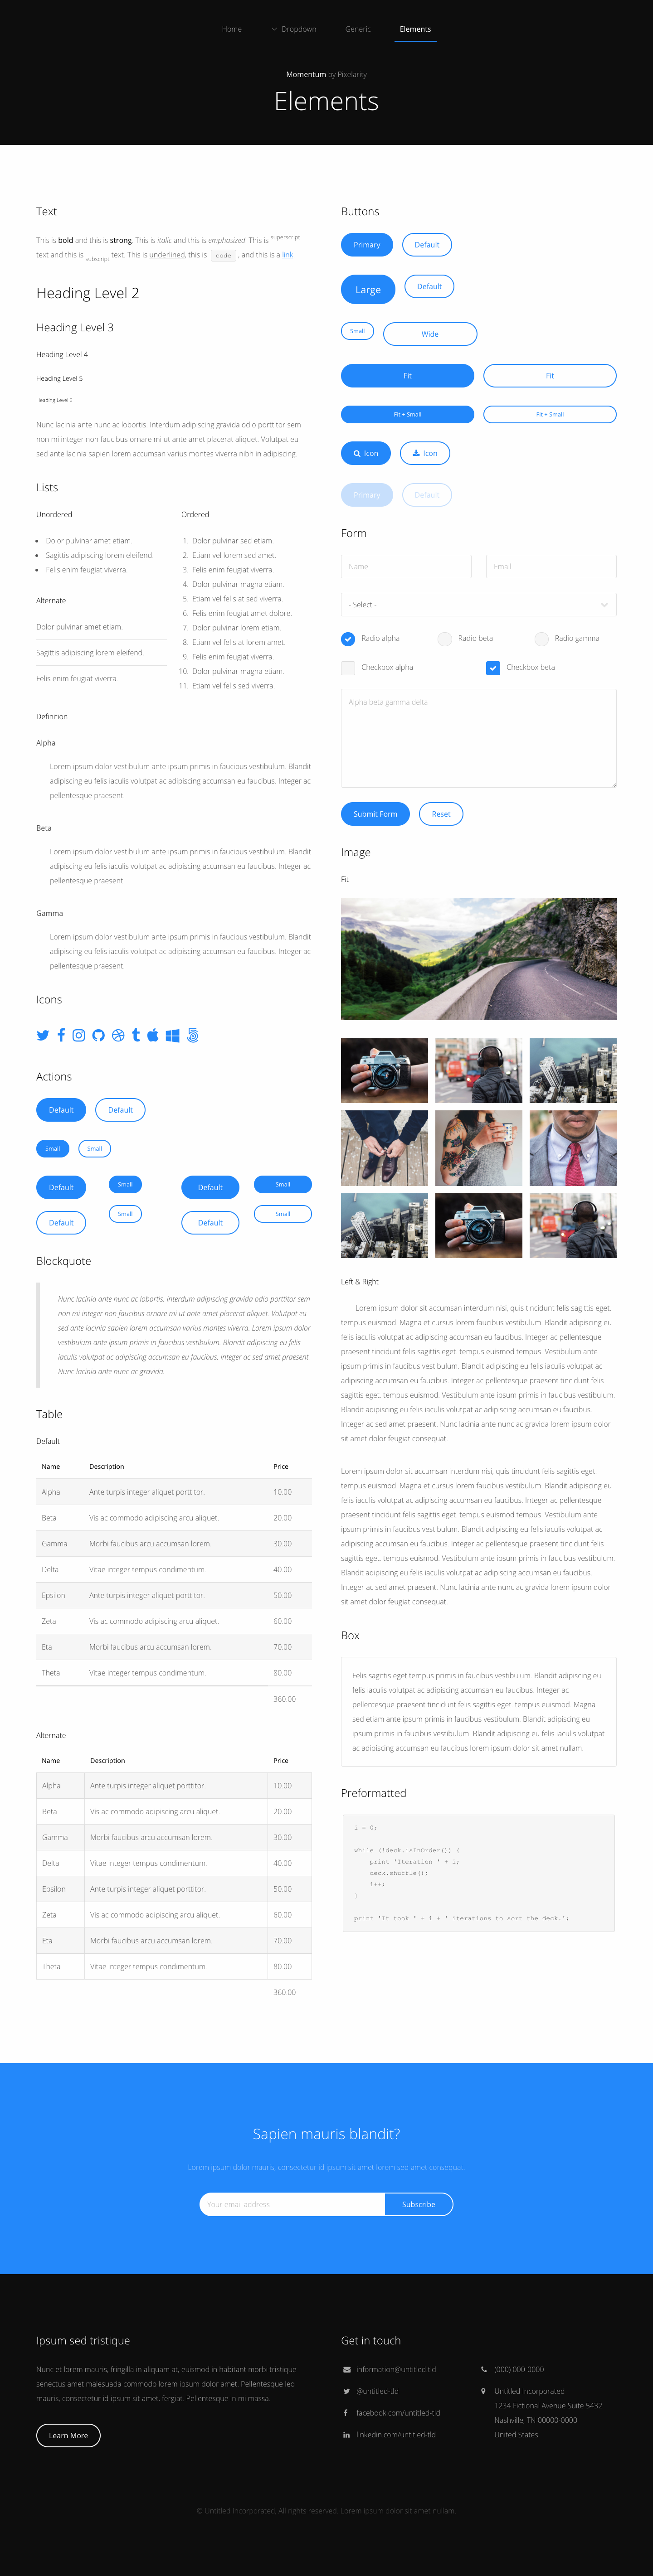 Home
Dropdown
Generic
Elements
Momentum by Pixelarity
Elements
Text
This is bold and this is strong. This is italic and this is emphasized. This is superscript
text and this is subscript text. This is underlined, this is code , and this is a link.
Heading Level 2
Heading Level 3
Heading Level 4
Heading Level 5
Heading Level 6
Nunc lacinia ante nunc ac lobortis. Interdum adipiscing gravida odio porttitor sem
non mi integer non faucibus ornare mi ut ante amet placerat aliquet. Volutpat eu
sed ante lacinia sapien lorem accumsan varius montes viverra nibh in adipiscing.
Lists
Unordered
Dolor pulvinar amet etiam.
Sagittis adipiscing lorem eleifend.
Felis enim feugiat viverra.
Alternate
Dolor pulvinar amet etiam.
Sagittis adipiscing lorem eleifend.
Felis enim feugiat viverra.
Ordered
1. Dolor pulvinar sed etiam.
2. Etiam vel lorem sed amet.
3. Felis enim feugiat viverra.
4. Dolor pulvinar magna etiam.
5. Etiam vel felis at sed viverra.
6. Felis enim feugiat amet dolore.
7. Dolor pulvinar lorem etiam.
8. Etiam vel felis at lorem amet.
9. Felis enim feugiat viverra.
10. Dolor pulvinar magna etiam.
11. Etiam vel felis sed viverra.
Definition
Alpha
Lorem ipsum dolor vestibulum ante ipsum primis in faucibus vestibulum. Blandit
adipiscing eu felis iaculis volutpat ac adipiscing accumsan eu faucibus. Integer ac
pellentesque praesent.
Beta
Lorem ipsum dolor vestibulum ante ipsum primis in faucibus vestibulum. Blandit
adipiscing eu felis iaculis volutpat ac adipiscing accumsan eu faucibus. Integer ac
pellentesque praesent.
Gamma
Lorem ipsum dolor vestibulum ante ipsum primis in faucibus vestibulum. Blandit
adipiscing eu felis iaculis volutpat ac adipiscing accumsan eu faucibus. Integer ac
pellentesque praesent.
Icons
Actions
Default Default
Small Small
Default Small Default Small
Default Small Default Small
Blockquote
Nunc lacinia ante nunc ac lobortis. Interdum adipiscing gravida odio porttitor sem
non mi integer non faucibus ornare mi ut ante amet placerat aliquet. Volutpat eu
sed ante lacinia sapien lorem accumsan varius montes viverra. Lorem ipsum dolor
vestibulum ante ipsum primis in faucibus vestibulum. Blandit adipiscing eu felis
iaculis volutpat ac adipiscing accumsan eu faucibus. Integer ac sed amet praesent.
Nunc lacinia ante nunc ac gravida.
Table
Default
Name Description Price
Alpha Ante turpis integer aliquet porttitor. 10.00
Beta Vis ac commodo adipiscing arcu aliquet. 20.00
Gamma Morbi faucibus arcu accumsan lorem. 30.00
Delta Vitae integer tempus condimentum. 40.00
Epsilon Ante turpis integer aliquet porttitor. 50.00
Zeta Vis ac commodo adipiscing arcu aliquet. 60.00
Eta Morbi faucibus arcu accumsan lorem. 70.00
Theta Vitae integer tempus condimentum. 80.00
360.00
Alternate
Name Description Price
Alpha Ante turpis integer aliquet porttitor. 10.00
Beta Vis ac commodo adipiscing arcu aliquet. 20.00
Gamma Morbi faucibus arcu accumsan lorem. 30.00
Delta Vitae integer tempus condimentum. 40.00
Epsilon Ante turpis integer aliquet porttitor. 50.00
Zeta Vis ac commodo adipiscing arcu aliquet. 60.00
Eta Morbi faucibus arcu accumsan lorem. 70.00
Theta Vitae integer tempus condimentum. 80.00
360.00
Buttons
Primary Default
Large Default
Small Wide
Fit Fit
Fit + Small Fit + Small
Icon Icon
Primary Default
Form
Name
Email
- Select -
Radio alpha Radio beta Radio gamma
Checkbox alpha Checkbox beta
Alpha beta gamma delta
Submit Form Reset
Image
Fit
Left & Right
Lorem ipsum dolor sit accumsan interdum nisi, quis tincidunt felis sagittis eget.
tempus euismod. Magna et cursus lorem faucibus vestibulum. Blandit adipiscing eu
felis iaculis volutpat ac adipiscing accumsan eu faucibus. Integer ac pellentesque
praesent tincidunt felis sagittis eget. tempus euismod tempus. Vestibulum ante
ipsum primis in faucibus vestibulum. Blandit adipiscing eu felis iaculis volutpat ac
adipiscing accumsan eu faucibus. Integer ac pellentesque praesent tincidunt felis
sagittis eget. tempus euismod. Vestibulum ante ipsum primis in faucibus vestibulum.
Blandit adipiscing eu felis iaculis volutpat ac adipiscing accumsan eu faucibus.
Integer ac sed amet praesent. Nunc lacinia ante nunc ac gravida lorem ipsum dolor
sit amet dolor feugiat consequat.
Lorem ipsum dolor sit accumsan interdum nisi, quis tincidunt felis sagittis eget.
tempus euismod. Magna et cursus lorem faucibus vestibulum. Blandit adipiscing eu
felis iaculis volutpat ac adipiscing accumsan eu faucibus. Integer ac pellentesque
praesent tincidunt felis sagittis eget. tempus euismod tempus. Vestibulum ante
ipsum primis in faucibus vestibulum. Blandit adipiscing eu felis iaculis volutpat ac
adipiscing accumsan eu faucibus. Integer ac pellentesque praesent tincidunt felis
sagittis eget. tempus euismod. Vestibulum ante ipsum primis in faucibus vestibulum.
Blandit adipiscing eu felis iaculis volutpat ac adipiscing accumsan eu faucibus.
Integer ac sed amet praesent. Nunc lacinia ante nunc ac gravida lorem ipsum dolor
sit amet dolor feugiat consequat.
Box
Felis sagittis eget tempus primis in faucibus vestibulum. Blandit adipiscing eu
felis iaculis volutpat ac adipiscing accumsan eu faucibus. Integer ac
pellentesque praesent tincidunt felis sagittis eget. tempus euismod. Magna
sed etiam ante ipsum primis in faucibus vestibulum. Blandit adipiscing eu
ipsum primis in faucibus vestibulum. Blandit adipiscing eu felis iaculis volutpat
ac adipiscing accumsan eu faucibus lorem ipsum dolor sit amet nullam.
Preformatted
i = 0;
while (!deck.isInOrder()) {
print 'Iteration ' + i;
deck.shuffle();
i++;
}
print 'It took ' + i + ' iterations to sort the deck.';
Sapien mauris blandit?
Lorem ipsum dolor mauris, consectetur id ipsum sit amet lorem sed amet consequat.
Your email address
Subscribe
Ipsum sed tristique
Nunc et lorem mauris, fringilla in aliquam at, euismod in habitant morbi tristique
senectus amet malesuada commodo lorem ipsum dolor amet. Pellentesque leo
mauris, consectetur id ipsum sit amet, fergiat. Pellentesque in mi massa.
Learn More
Get in touch
information@untitled.tld
@untitled-tld
facebook.com/untitled-tld
linkedin.com/untitled-tld
(000) 000-0000
Untitled Incorporated
1234 Fictional Avenue Suite 5432
Nashville, TN 00000-0000
United States
© Untitled Incorporated, All rights reserved. Lorem ipsum dolor sit amet nullam.